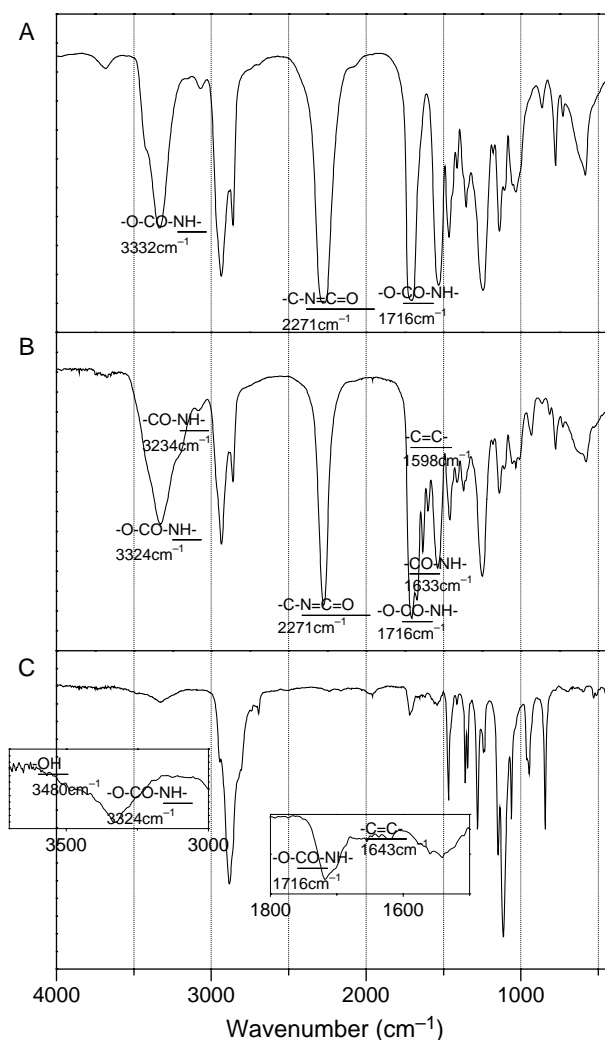 A
-O-CO-NH-
3332cm⁻¹
-C-N=C=O
2271cm⁻¹
-O-CO-NH-
1716cm⁻¹
B
-CO-NH-
3234cm⁻¹
-C=C-
1598cm⁻¹
-O-CO-NH-
3324cm⁻¹
-CO-NH-
1633cm⁻¹
-C-N=C=O
2271cm⁻¹
-O-CO-NH-
1716cm⁻¹
C
-OH
3480cm⁻¹
-O-CO-NH-
3324cm⁻¹
3500 3000
-C=C-
1643cm⁻¹
-O-CO-NH-
1716cm⁻¹
1800 1600
4000 3000 2000 1000
Wavenumber (cm⁻¹)